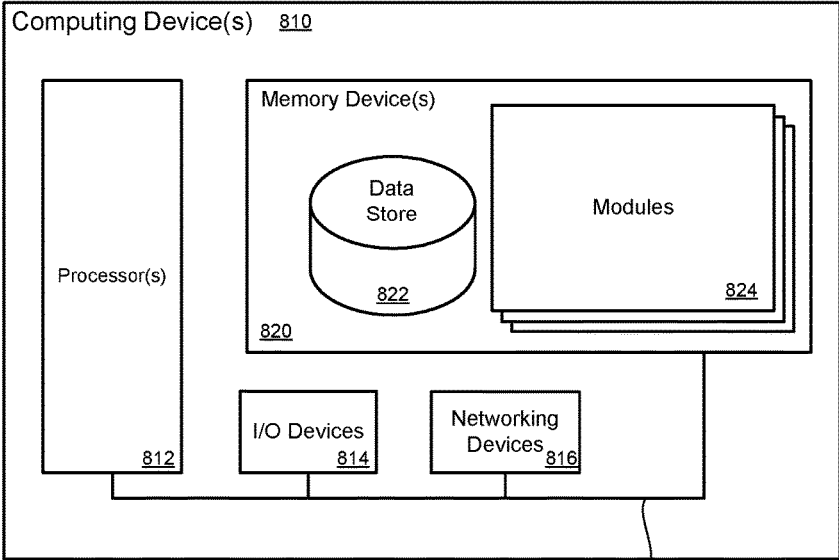 Computing Device(s) 810
Memory Device(s)
Data
Store
822
Modules
824
820
Processor(s)
812
I/O Devices
814
Networking
Devices
816